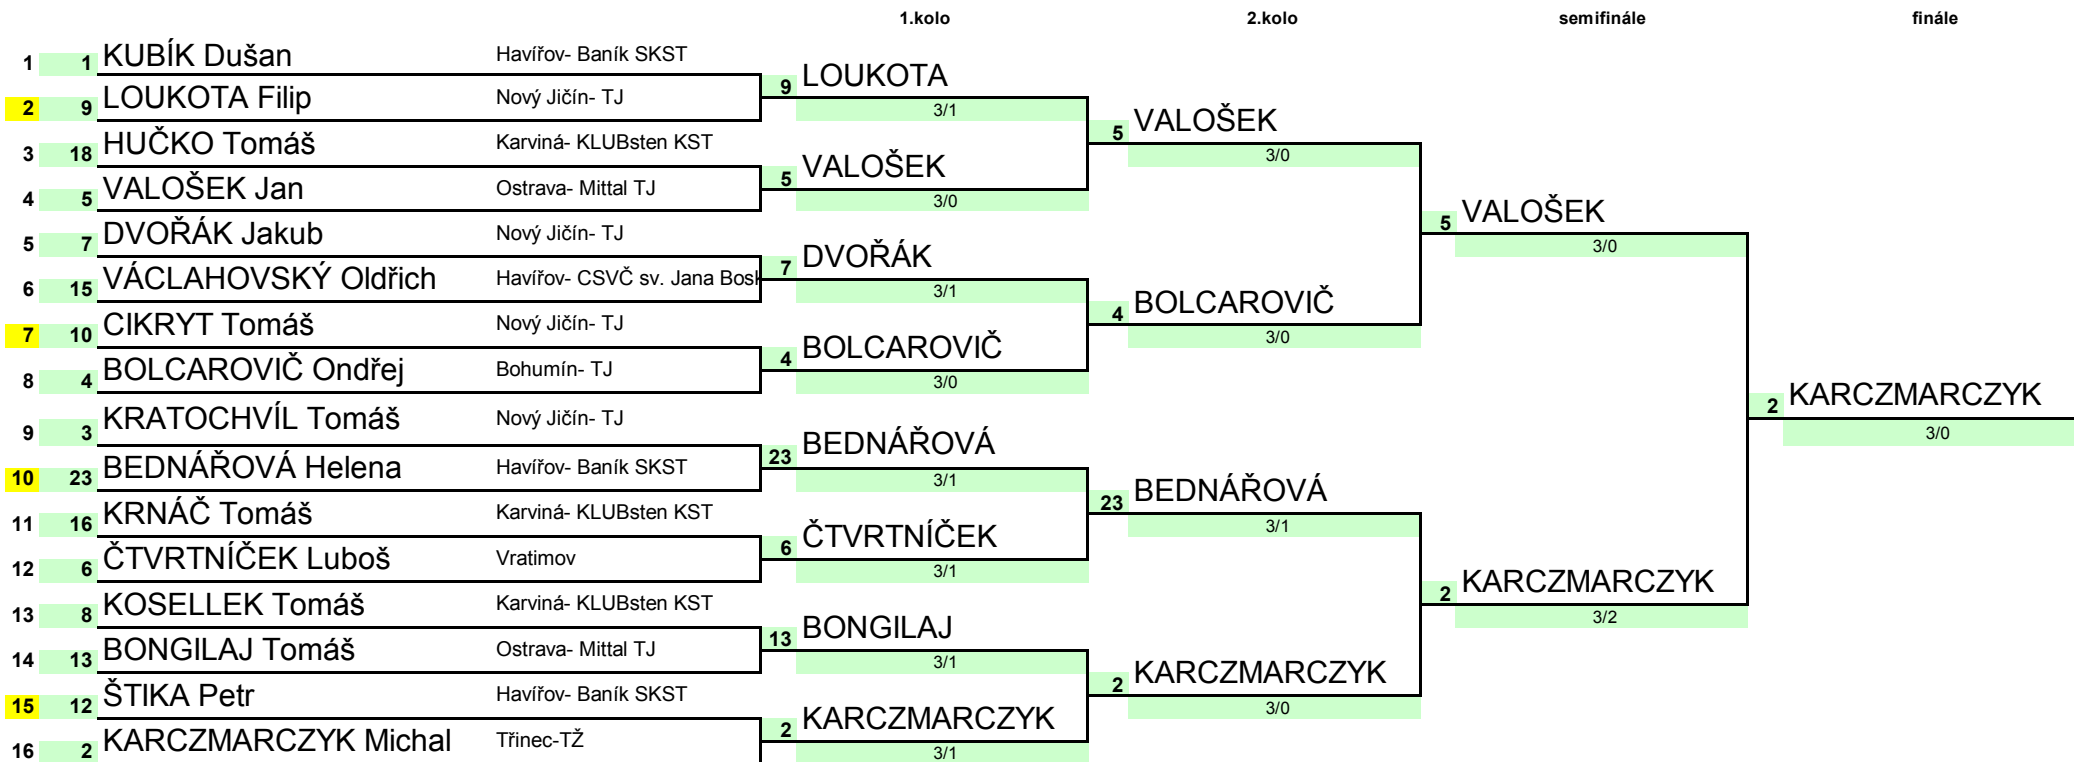 1.kolo 2.kolo semifinále finále
1 1 KUBÍK Dušan Havířov- Baník SKST
9 LOUKOTA
2 9 LOUKOTA Filip Nový Jičín- TJ
3/1
5 VALOŠEK
3 18 HUČKO Tomáš Karviná- KLUBsten KST
3/0
5 VALOŠEK
4 5 VALOŠEK Jan Ostrava- Mittal TJ
3/0
5 VALOŠEK
5 7 DVOŘÁK Jakub Nový Jičín- TJ
3/0
7 DVOŘÁK
6 15 VÁCLAHOVSKÝ Oldřich Havířov- CSVČ sv. Jana Bosk
3/1
4 BOLCAROVIČ
7 10 CIKRYT Tomáš Nový Jičín- TJ
3/0
4 BOLCAROVIČ
8 4 BOLCAROVIČ Ondřej Bohumín- TJ
3/0
2 KARCZMARCZYK
9 3 KRATOCHVÍL Tomáš Nový Jičín- TJ
3/0
23 BEDNÁŘOVÁ
10 23 BEDNÁŘOVÁ Helena Havířov- Baník SKST
3/1
23 BEDNÁŘOVÁ
11 16 KRNÁČ Tomáš Karviná- KLUBsten KST
3/1
6 ČTVRTNÍČEK
12 6 ČTVRTNÍČEK Luboš Vratimov
3/1
2 KARCZMARCZYK
13 8 KOSELLEK Tomáš Karviná- KLUBsten KST
3/2
13 BONGILAJ
14 13 BONGILAJ Tomáš Ostrava- Mittal TJ
3/1
2 KARCZMARCZYK
15 12 ŠTIKA Petr Havířov- Baník SKST
3/0
2 KARCZMARCZYK
16 2 KARCZMARCZYK Michal Třinec-TŽ
3/1